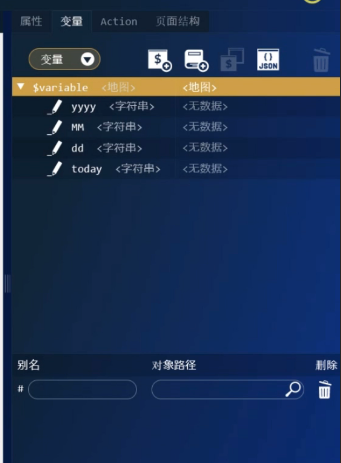 属性 变量 Action 页面结构
变量
$ {} JSON
$variable <地图> <地图>
yyyy <字符串> <无数据>
MM <字符串> <无数据>
dd <字符串> <无数据>
today <字符串> <无数据>
别名 对象路径 删除
#